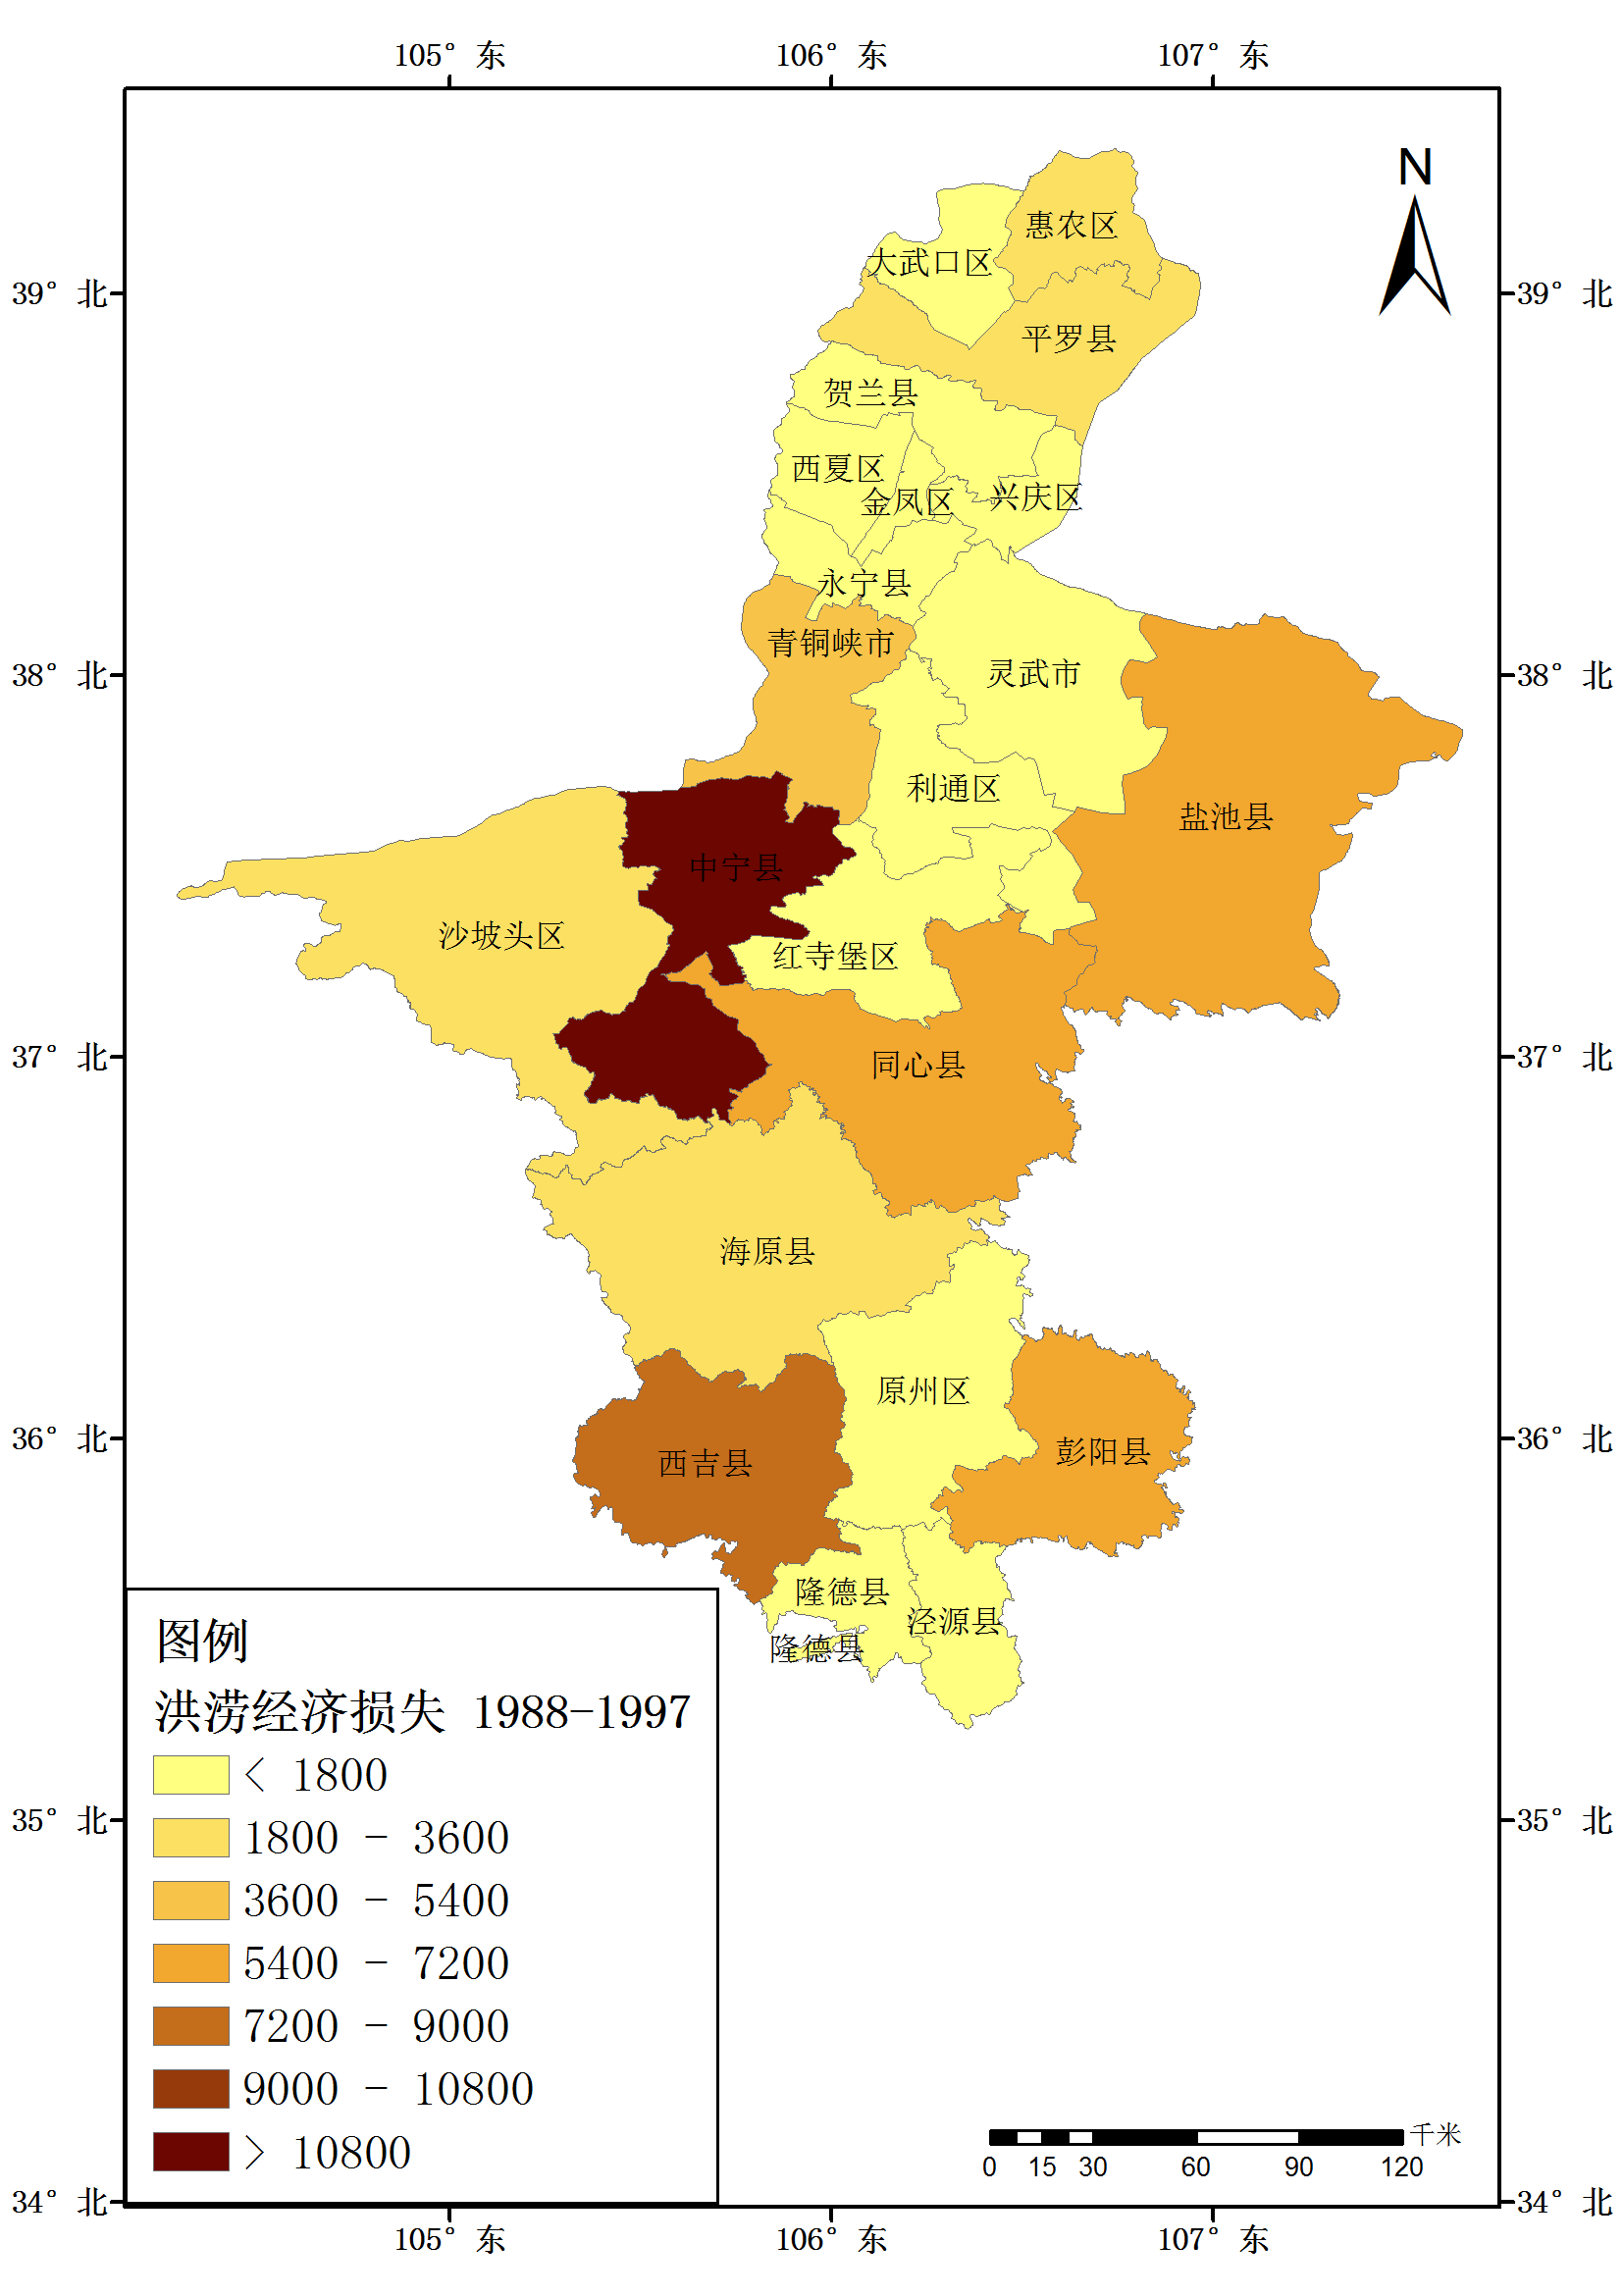 105° 东 106° 东 107° 东
N
惠农区
大武口区
39° 北 39° 北
平罗县
贺兰县
西夏区
金凤区 兴庆区
永宁县
青铜峡市
38° 北 灵武市 38° 北
利通区
盐池县
中宁县
沙坡头区
红寺堡区
37° 北 同心县 37° 北
海原县
原州区
36° 北 彭阳县 36° 北
西吉县
隆德县
泾源县
隆德县
图例
洪涝经济损失 1988-1997
< 1800
35° 北 35° 北
1800 - 3600
3600 - 5400
5400 - 7200
7200 - 9000
9000 - 10800
> 10800
千米
0 15 30 60 90 120
34° 北 34° 北
105° 东 106° 东 107° 东